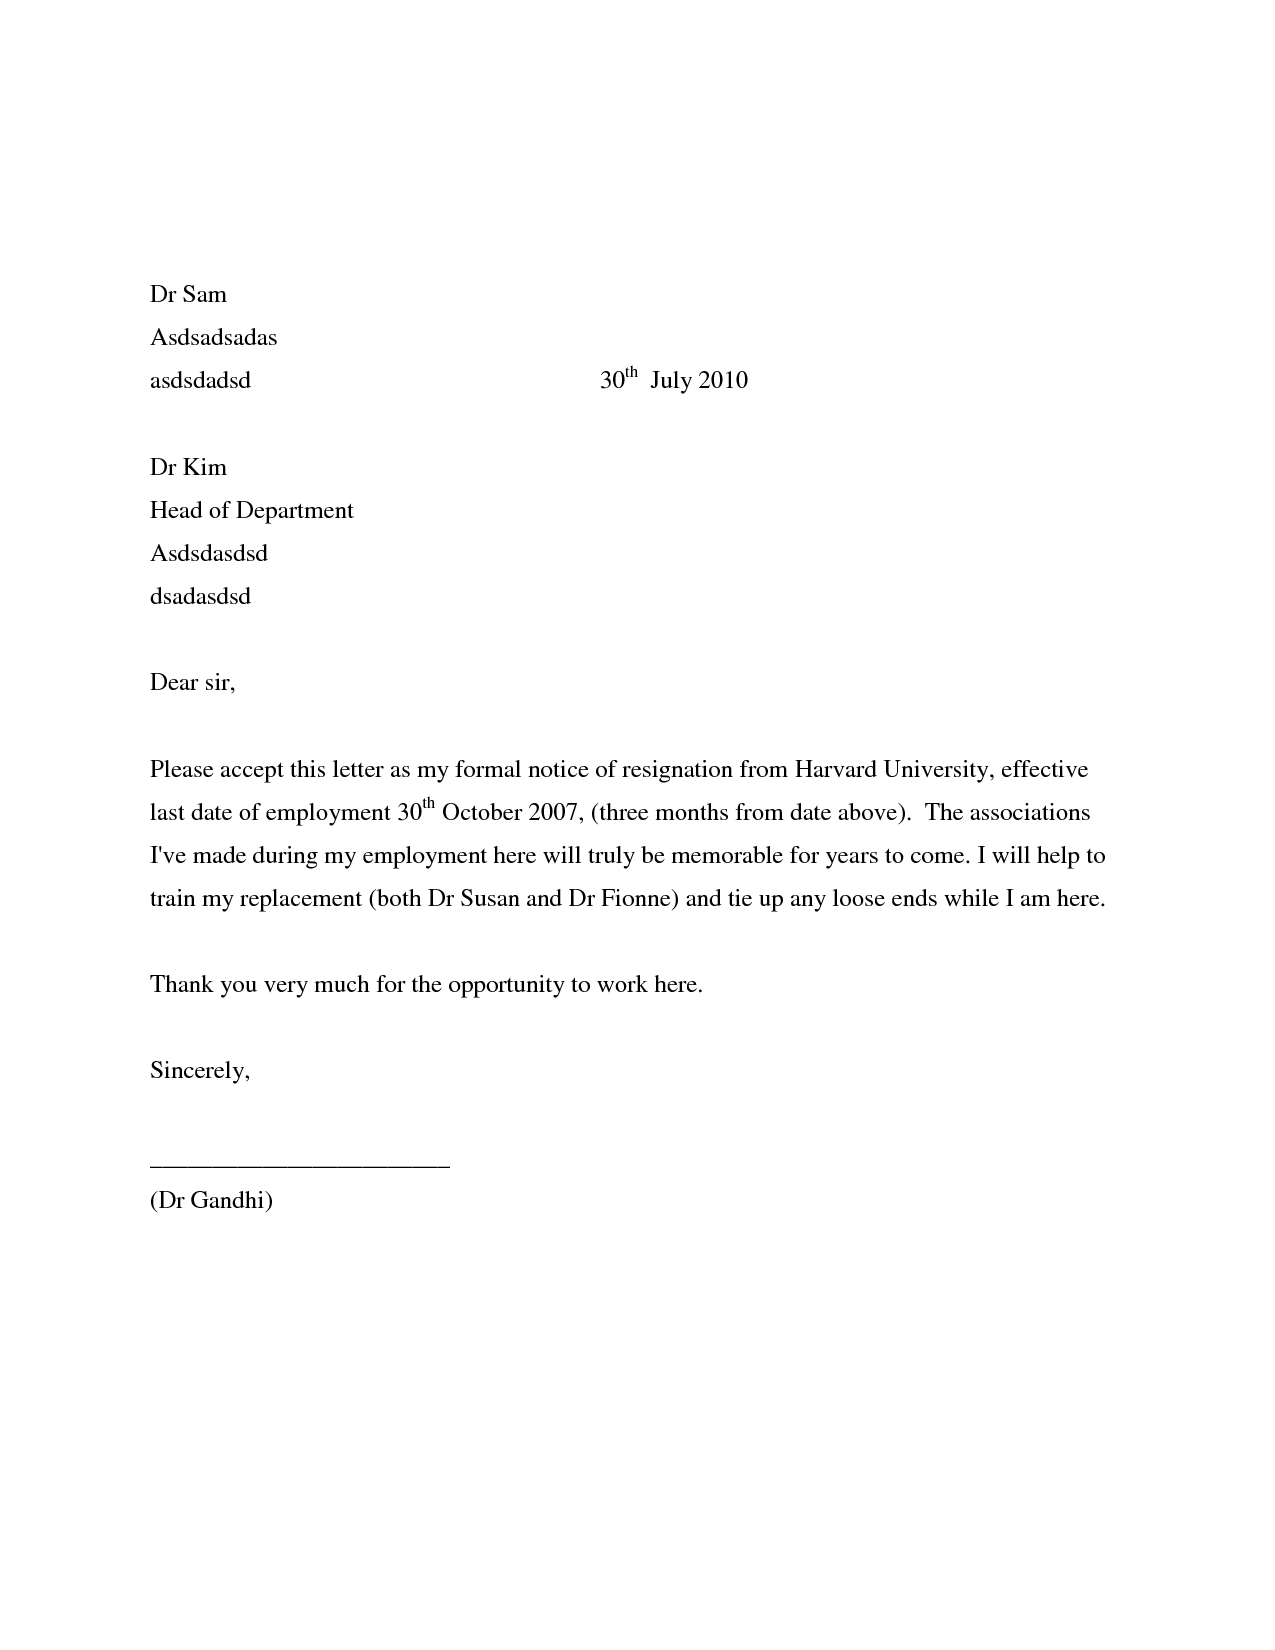 Dr Sam
Asdsadsadas
asdsdadsd 30th July 2010
Dr Kim
Head of Department
Asdsdasdsd
dsadasdsd
Dear sir,
Please accept this letter as my formal notice of resignation from Harvard University, effective
last date of employment 30th October 2007, (three months from date above). The associations
I've made during my employment here will truly be memorable for years to come. I will help to
train my replacement (both Dr Susan and Dr Fionne) and tie up any loose ends while I am here.
Thank you very much for the opportunity to work here.
Sincerely,
________________________
(Dr Gandhi)